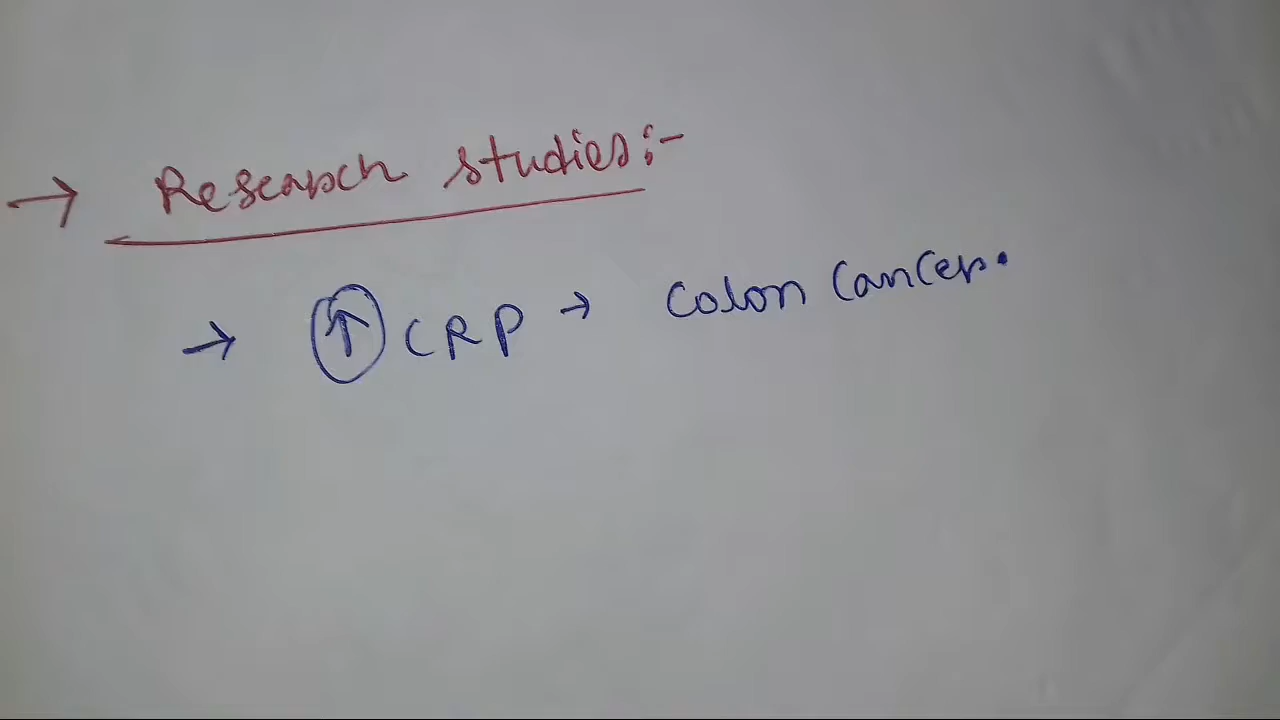 → Research studies:-
→ ↑ CRP → Colon Cancer.